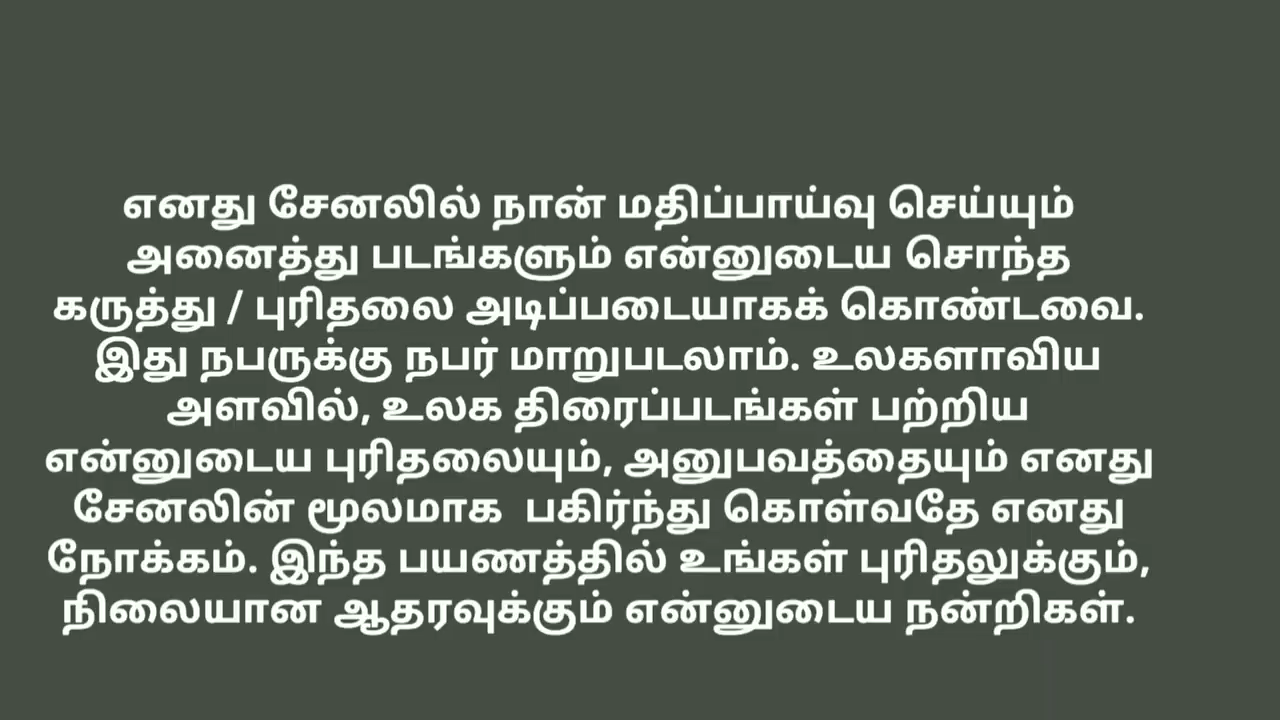 எனது சேனலில் நான் மதிப்பாய்வு செய்யும்
அனைத்து படங்களும் என்னுடைய சொந்த
கருத்து / புரிதலை அடிப்படையாகக் கொண்டவை.
இது நபருக்கு நபர் மாறுபடலாம். உலகளாவிய
அளவில், உலக திரைப்படங்கள் பற்றிய
என்னுடைய புரிதலையும், அனுபவத்தையும் எனது
சேனலின் மூலமாக  பகிர்ந்து கொள்வதே எனது
நோக்கம். இந்த பயணத்தில் உங்கள் புரிதலுக்கும்,
நிலையான ஆதரவுக்கும் என்னுடைய நன்றிகள்.